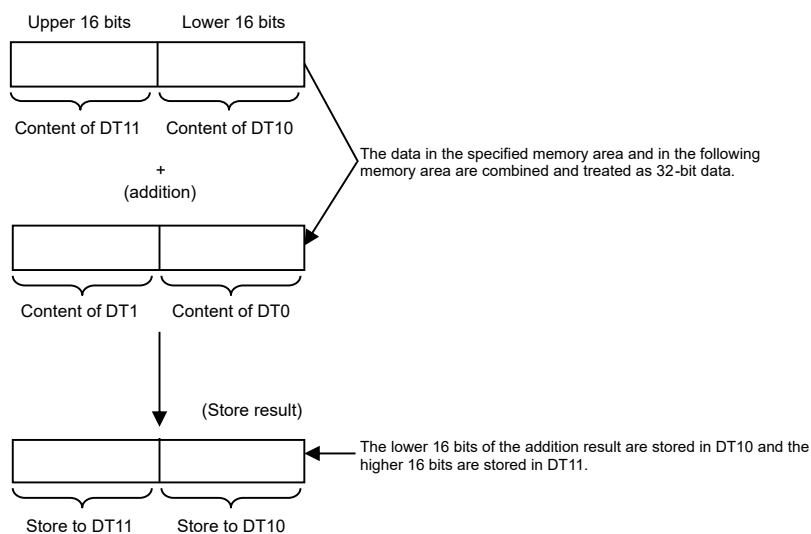 Upper 16 bits Lower 16 bits
Content of DT11 Content of DT10
+
(addition)
The data in the specified memory area and in the following
memory area are combined and treated as 32-bit data.
Content of DT1 Content of DT0
(Store result)
The lower 16 bits of the addition result are stored in DT10 and the
higher 16 bits are stored in DT11.
Store to DT11 Store to DT10